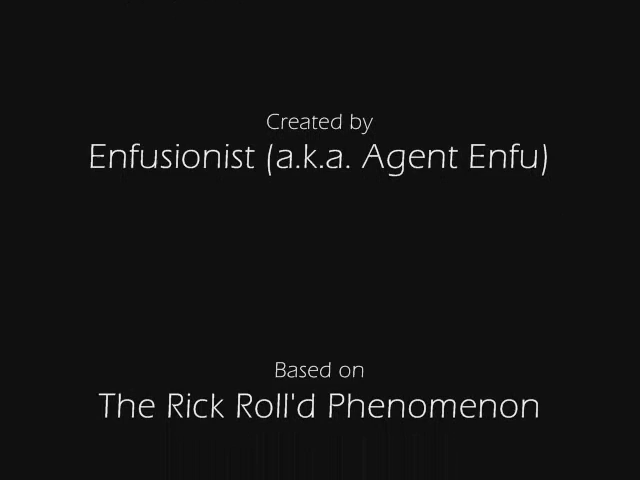 Created by
Enfusionist (a.k.a. Agent Enfu)
Based on
The Rick Roll'd Phenomenon